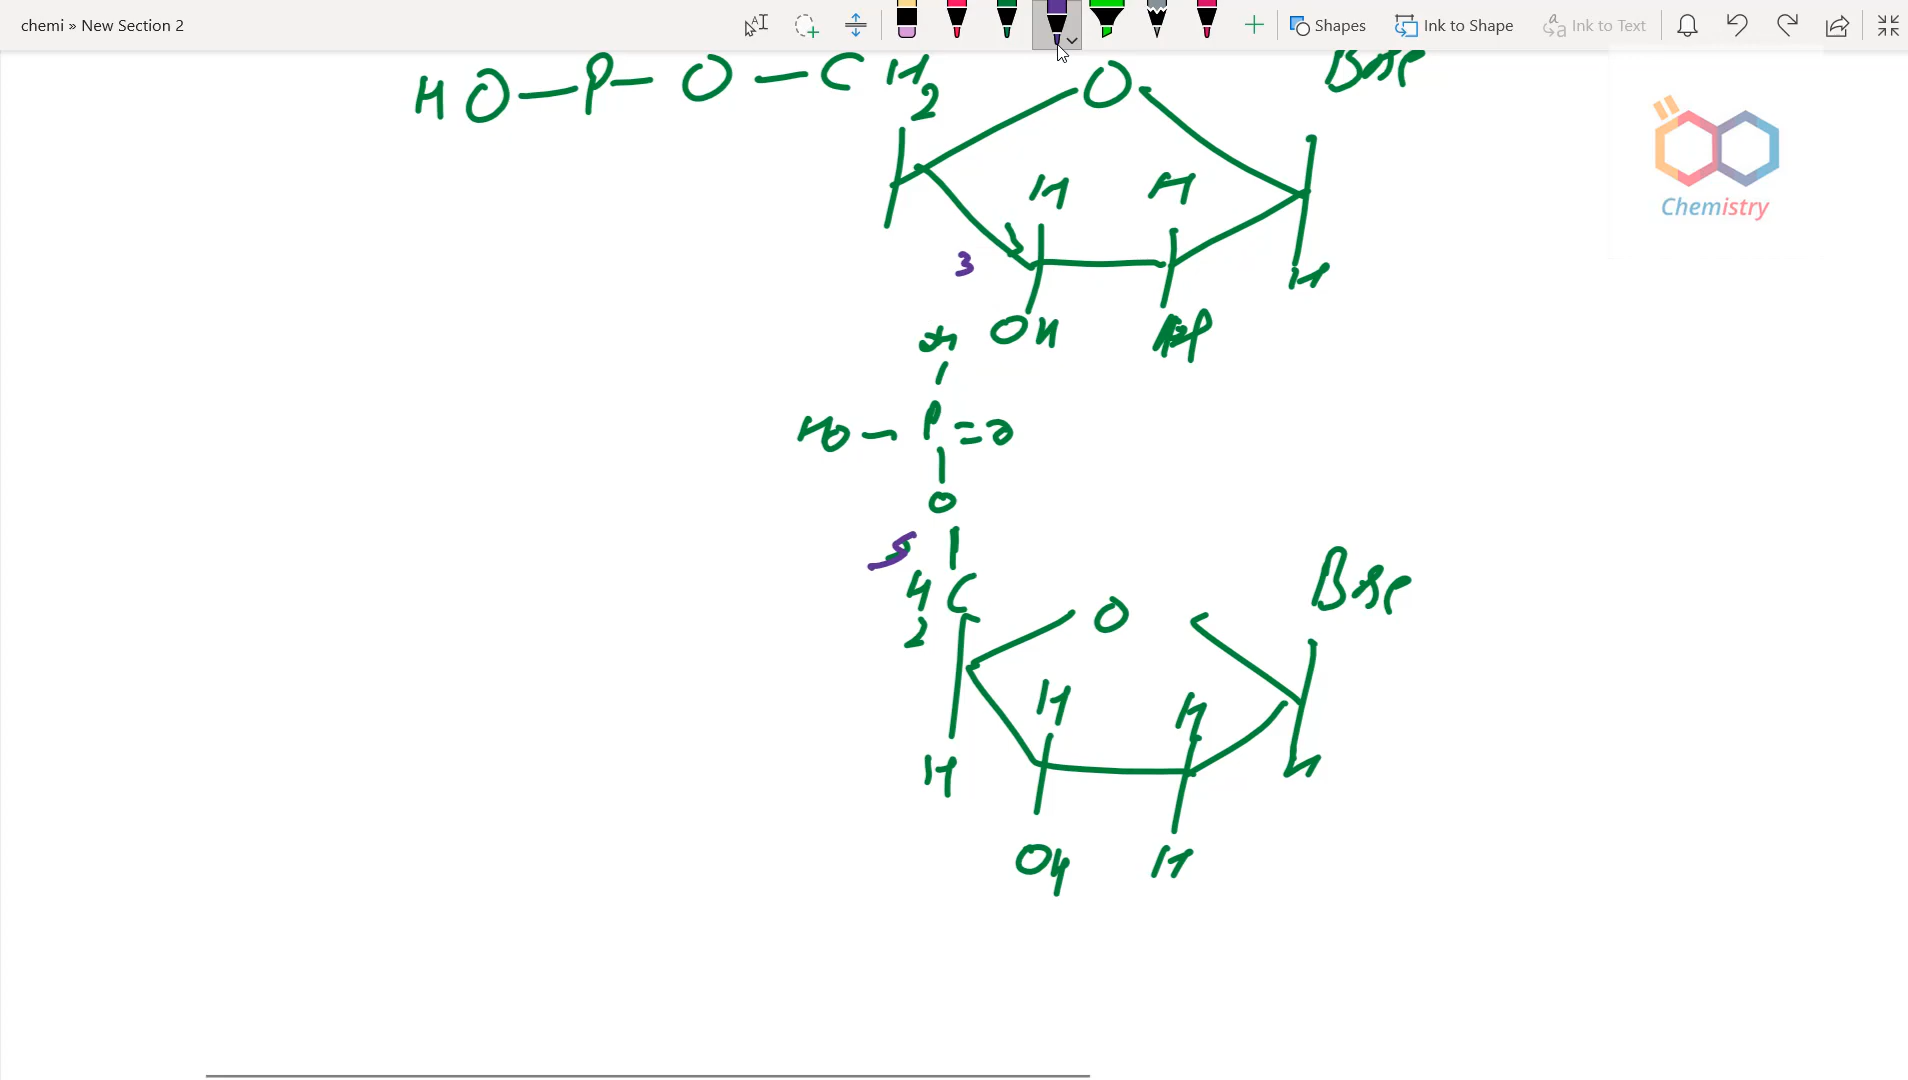 chemi » New Section 2
Shapes
Ink to Shape
Ink to Text
HO—P—O—CH2
O
Base
Chemistry
H H
3
H
OH
HO—P=O
O
5
H2C
O
Base
H H
H
H
OH H